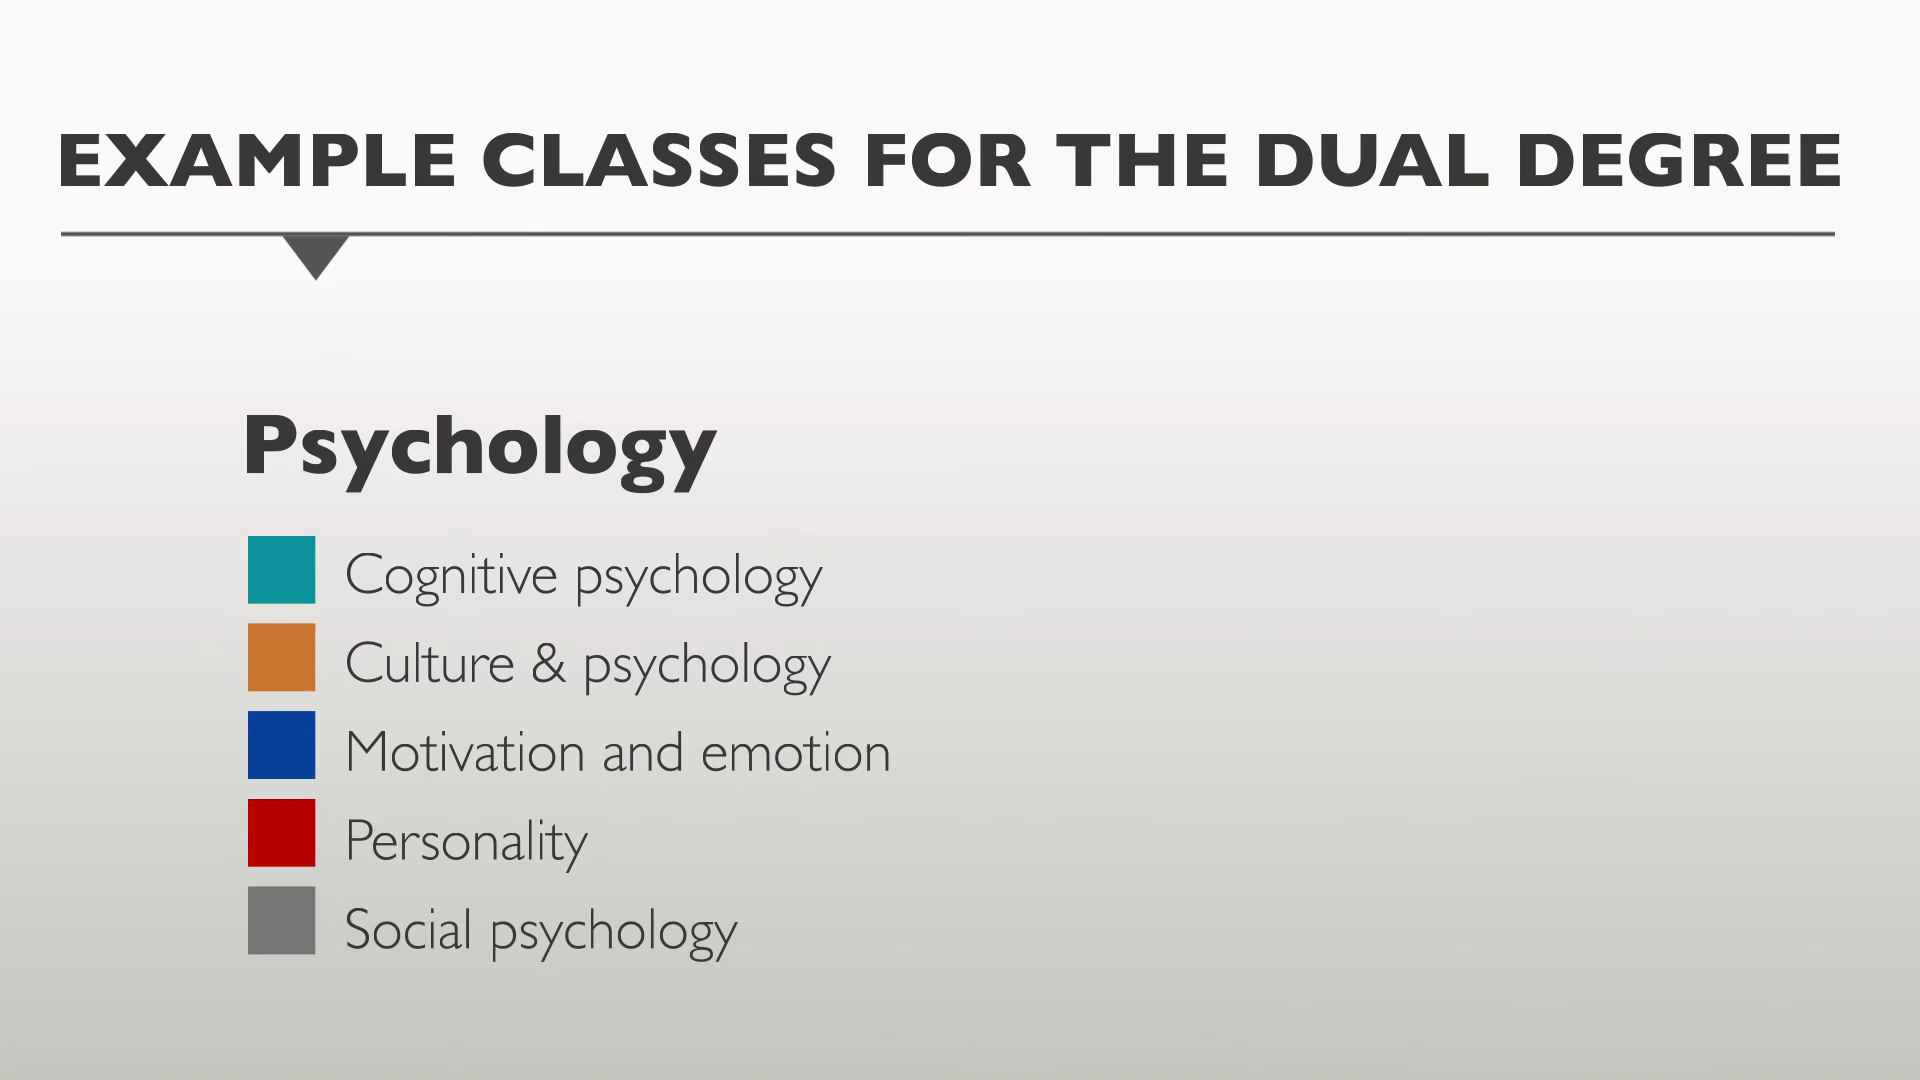 EXAMPLE CLASSES FOR THE DUAL DEGREE
Psychology
Cognitive psychology
Culture & psychology
Motivation and emotion
Personality
Social psychology